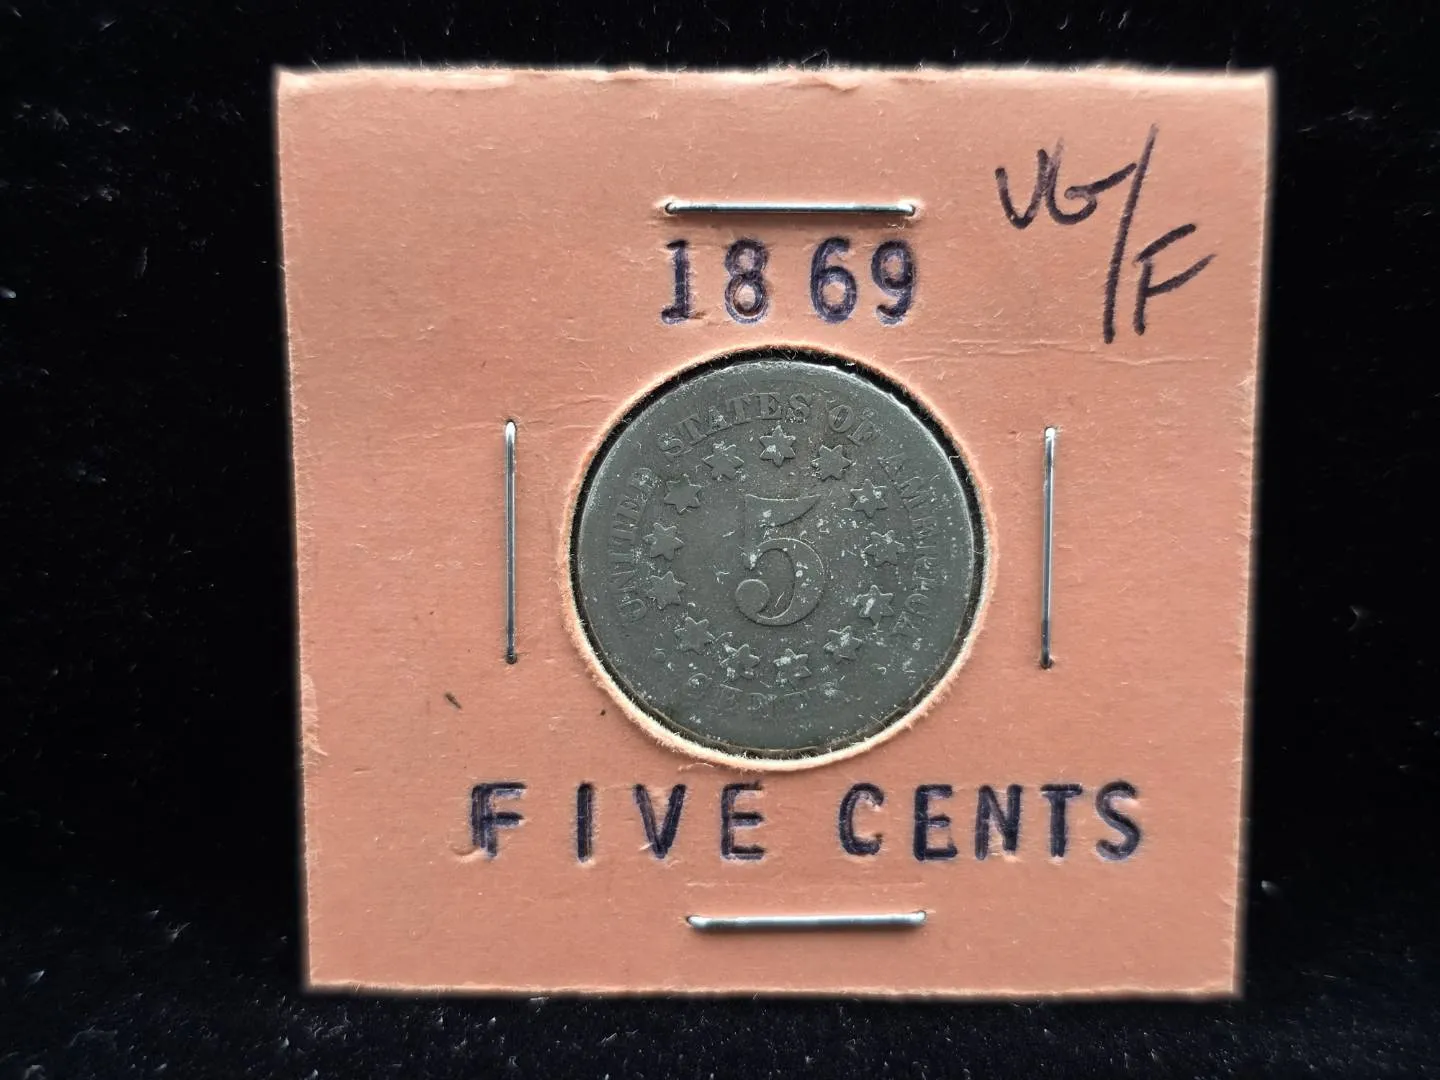 VG/F
1869
UNITED STATES OF AMERICA
5
CENTS
FIVE CENTS